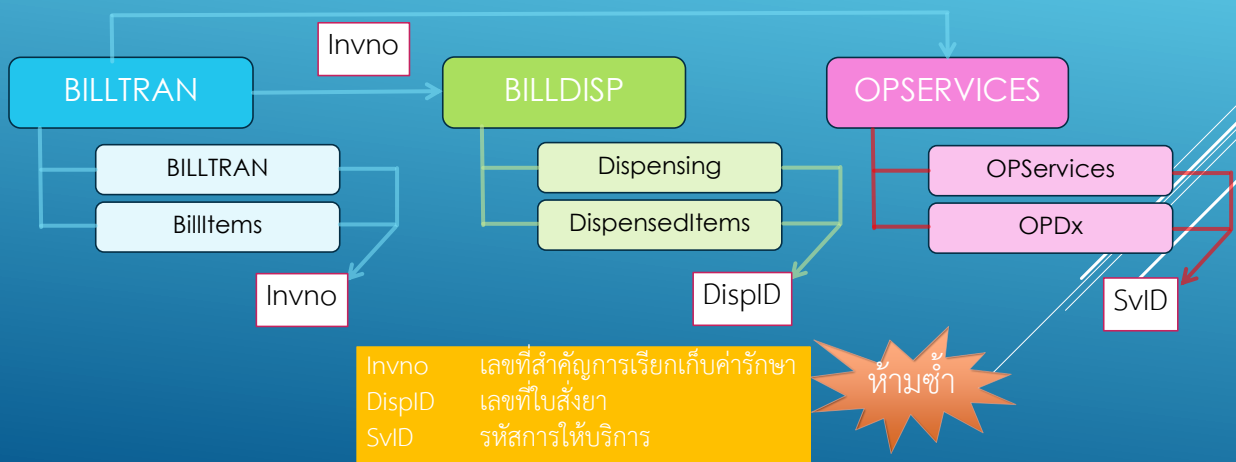 Invno
BILLTRAN
BILLDISP
OPSERVICES
BILLTRAN
BillItems
Dispensing
DispensedItems
OPServices
OPDx
Invno
DispID
SvID
Invno เลขที่สำคัญการเรียกเก็บค่ารักษา
DispID เลขที่ใบสั่งยา
SvID รหัสการให้บริการ
ห้ามซ้ำ